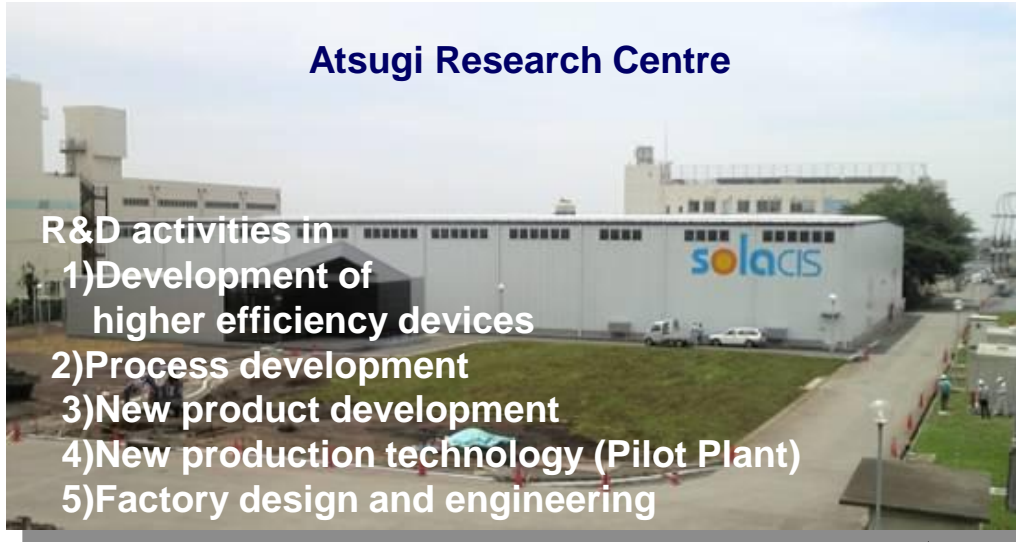 Atsugi Research Centre
solacis
R&D activities in
1)Development of
higher efficiency devices
2)Process development
3)New product development
4)New production technology (Pilot Plant)
5)Factory design and engineering